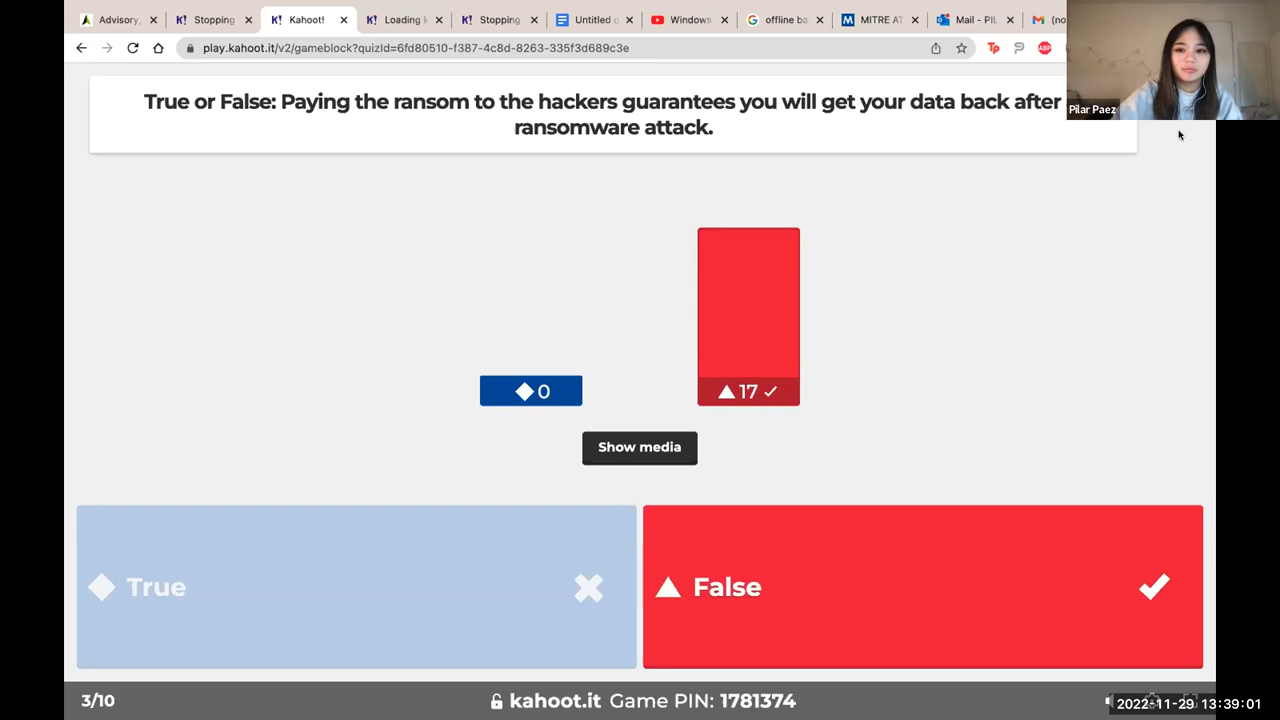 Advisory,
Stopping
Kahoot!
Loading
Stopping
Untitled
Windows
offline ba
MITRE AT
Mail - PIL
(no
play.kahoot.it/v2/gameblock?quizId=6fd80510-f387-4c8d-8263-335f3d689c3e
Tp
ABP
Pilar Paez
True or False: Paying the ransom to the hackers guarantees you will get your data back after
ransomware attack.
0
17
Show media
True
False
3/10
kahoot.it Game PIN: 1781374
2022-11-29 13:39:01